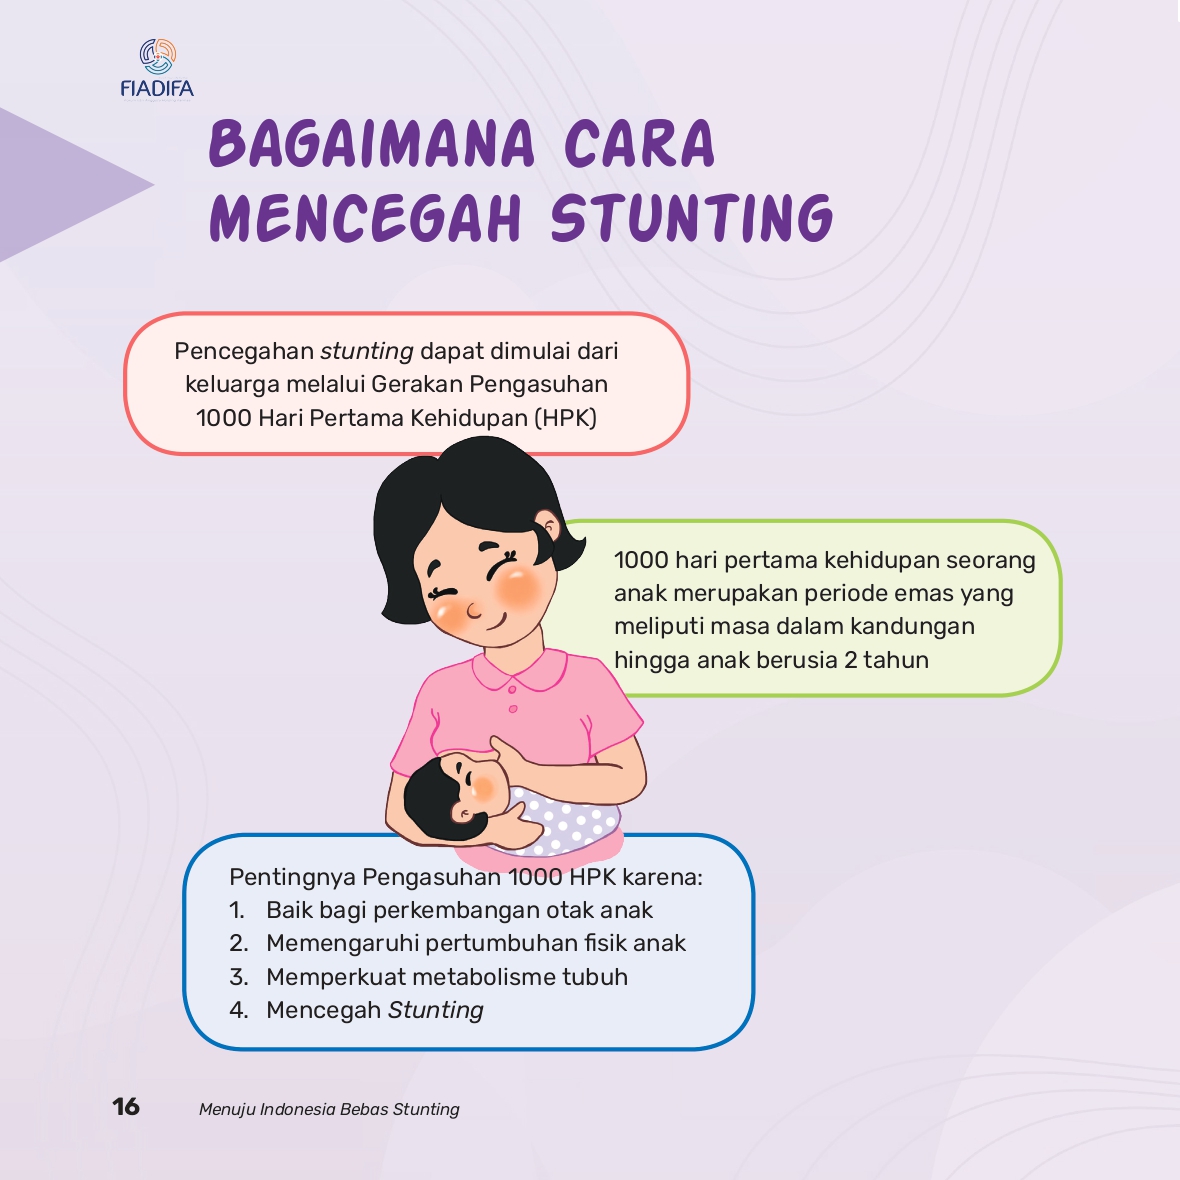 FIADIFA
BAGAIMANA CARA
MENCEGAH STUNTING
Pencegahan stunting dapat dimulai dari
keluarga melalui Gerakan Pengasuhan
1000 Hari Pertama Kehidupan (HPK)
1000 hari pertama kehidupan seorang
anak merupakan periode emas yang
meliputi masa dalam kandungan
hingga anak berusia 2 tahun
Pentingnya Pengasuhan 1000 HPK karena:
1. Baik bagi perkembangan otak anak
2. Memengaruhi pertumbuhan fisik anak
3. Memperkuat metabolisme tubuh
4. Mencegah Stunting
16 Menuju Indonesia Bebas Stunting